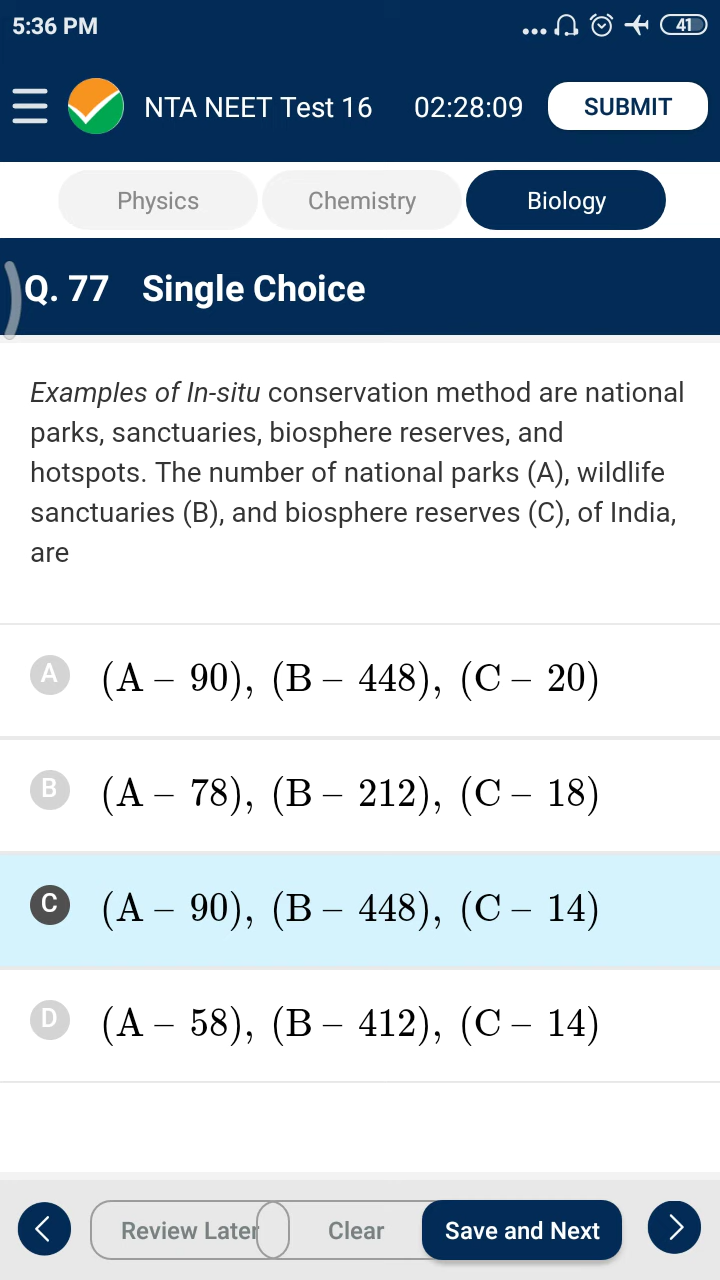 5:36 PM
41
NTA NEET Test 16 02:28:09 SUBMIT
Physics Chemistry Biology
Q. 77 Single Choice
Examples of In-situ conservation method are national
parks, sanctuaries, biosphere reserves, and
hotspots. The number of national parks (A), wildlife
sanctuaries (B), and biosphere reserves (C), of India,
are
A (A – 90), (B – 448), (C – 20)
B (A – 78), (B – 212), (C – 18)
C (A – 90), (B – 448), (C – 14)
D (A – 58), (B – 412), (C – 14)
Review Later Clear Save and Next